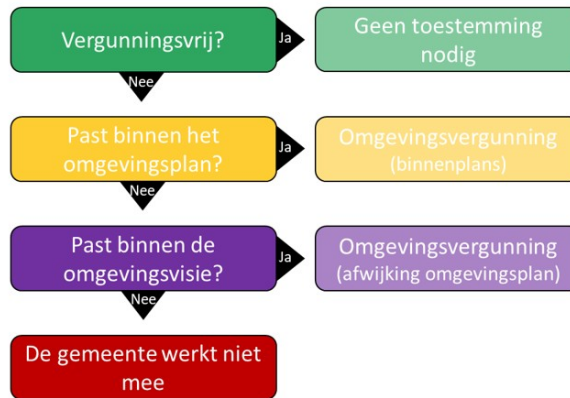 Vergunningsvrij?
Ja
Geen toestemming
nodig
Nee
Past binnen het
omgevingsplan?
Ja
Omgevingsvergunning
(binnenplans)
Nee
Past binnen de
omgevingsvisie?
Ja
Omgevingsvergunning
(afwijking omgevingsplan)
Nee
De gemeente werkt niet
mee